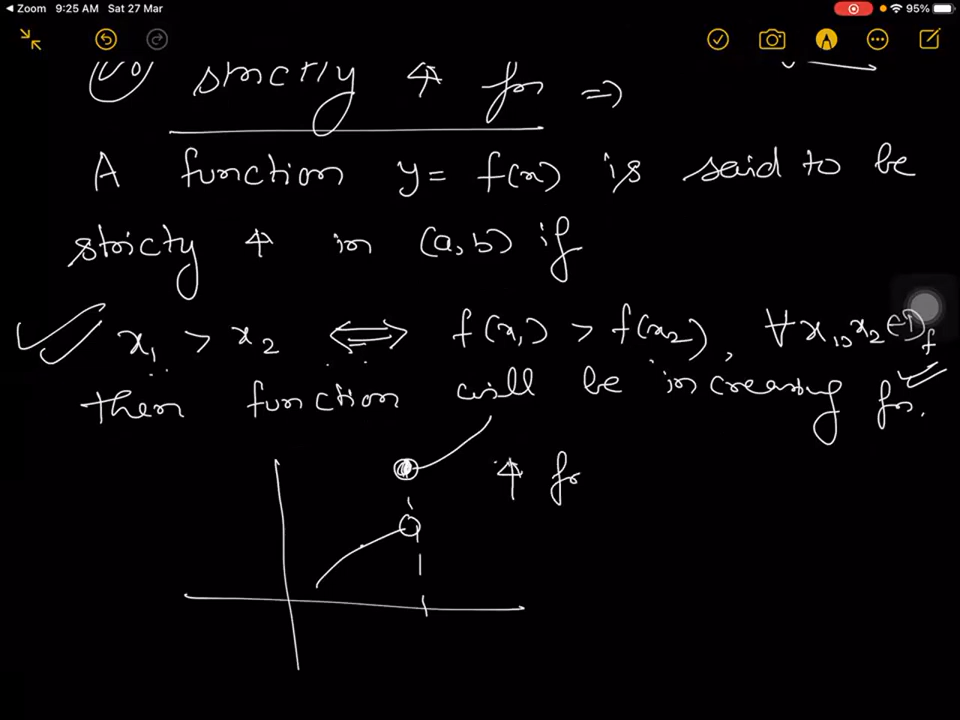 Zoom 9:25 AM Sat 27 Mar 95%
strictly ↑ fn ⇒
A function y = f(x) is said to be
stricty ↑ in (a, b) if
x₁ > x₂ ⇔ f(x₁) > f(x₂), ∀ x₁, x₂ ∈ D_f
then function will be increasing fn.
↑ fn